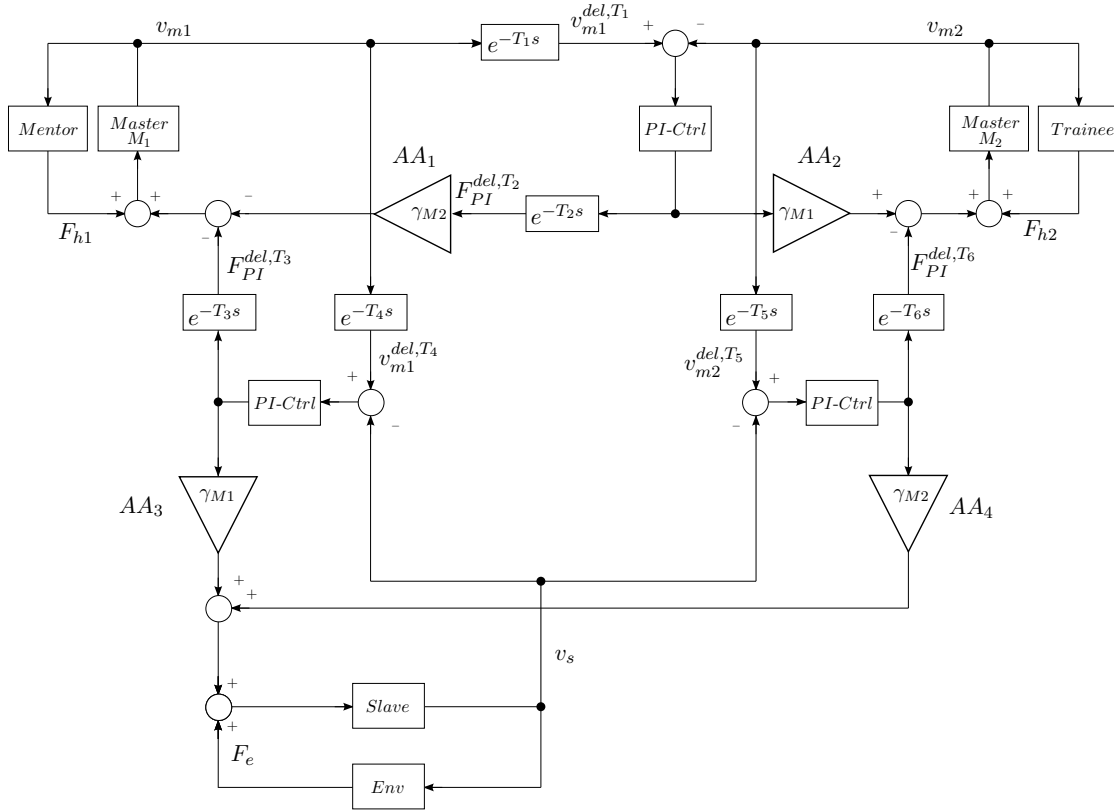 v_{m1}
v_{m1}^{del,T_1}
v_{m2}
e^{-T_1 s}
+
-
Mentor
Master
M_1
PI-Ctrl
Master
M_2
Trainee
AA_1
AA_2
F_{PI}^{del,T_2}
+
+
-
γ_{M2}
e^{-T_2 s}
γ_{M1}
+
+
+
F_{h1}
-
-
F_{h2}
F_{PI}^{del,T_3}
F_{PI}^{del,T_6}
e^{-T_3 s}
e^{-T_4 s}
e^{-T_5 s}
e^{-T_6 s}
v_{m1}^{del,T_4}
v_{m2}^{del,T_5}
+
+
PI-Ctrl
PI-Ctrl
-
-
γ_{M1}
γ_{M2}
AA_3
AA_4
+
+
v_s
+
Slave
+
F_e
Env